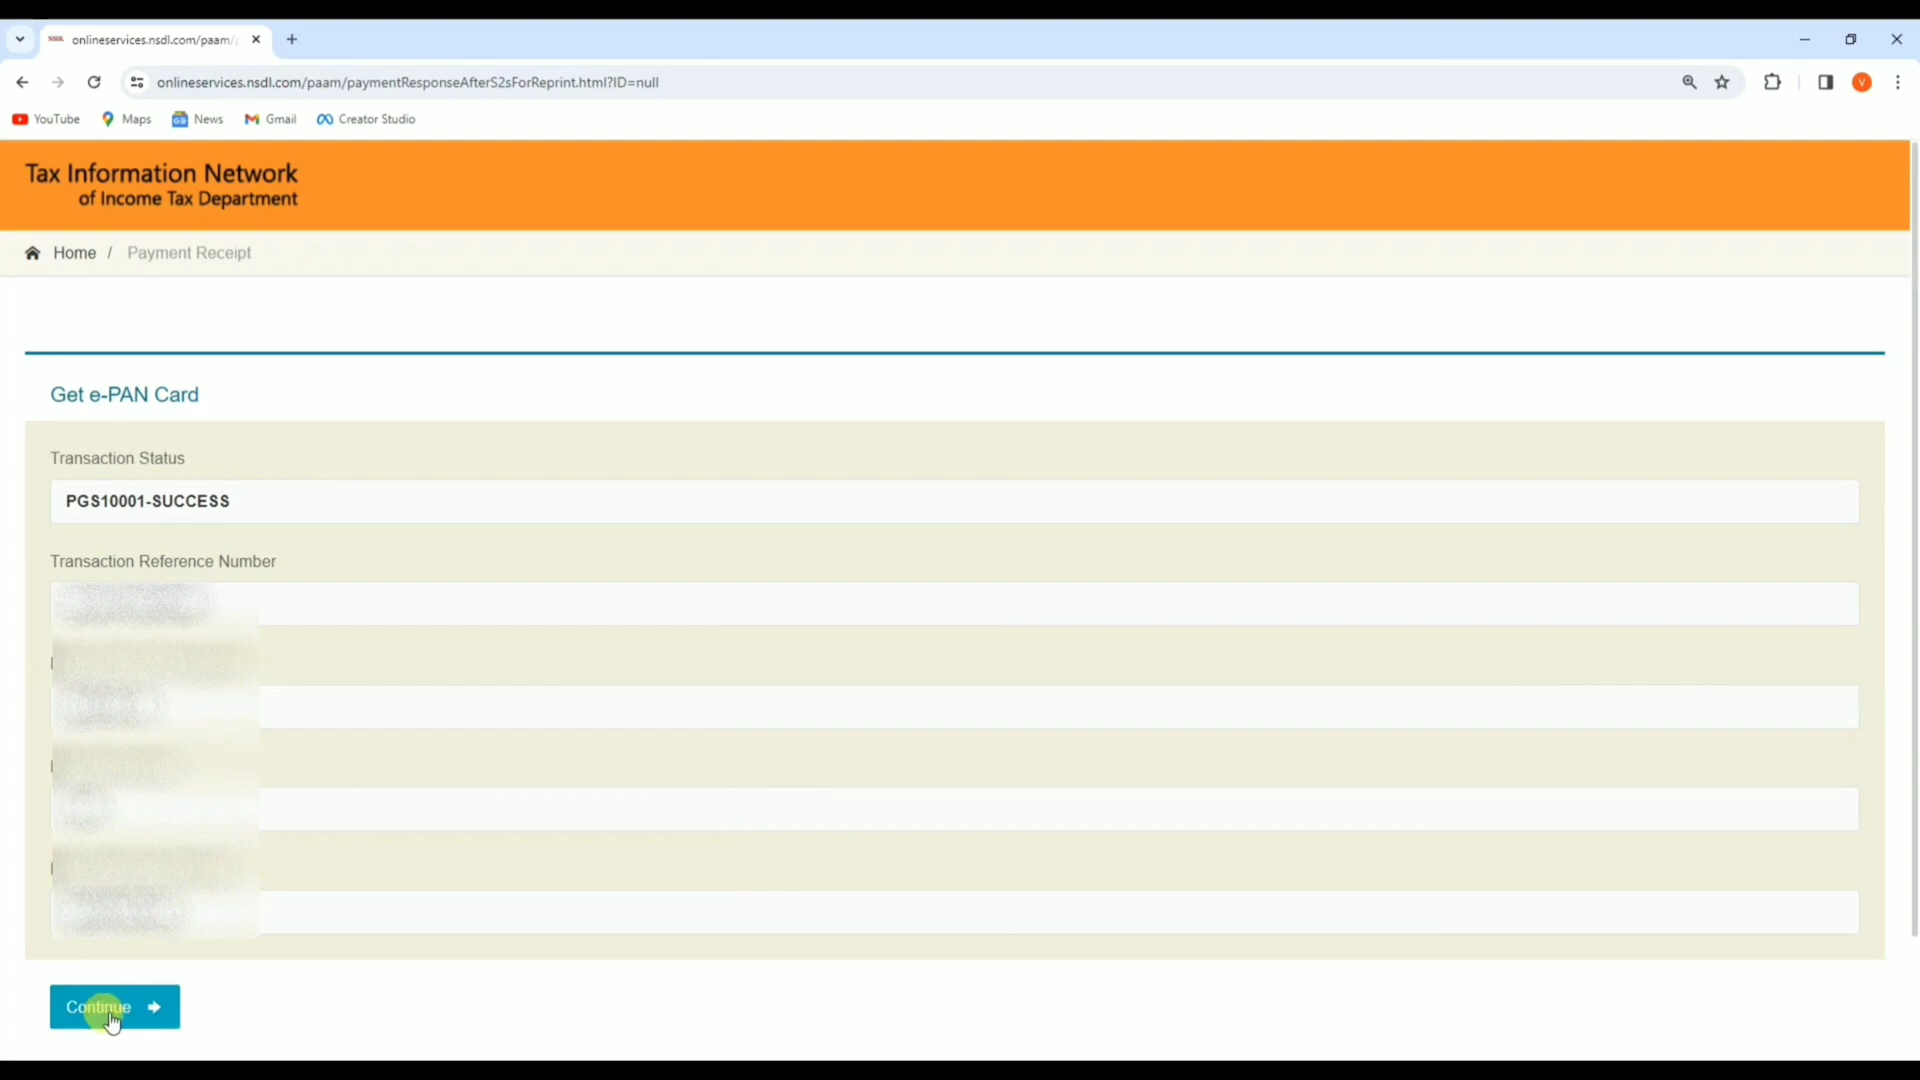 onlineservices.nsdl.com/paam/
onlineservices.nsdl.com/paam/paymentResponseAfterS2sForReprint.html?ID=null
V
YouTube Maps News Gmail Creator Studio
Tax Information Network
of Income Tax Department
Home / Payment Receipt
Get e-PAN Card
Transaction Status
PGS10001-SUCCESS
Transaction Reference Number
Continue